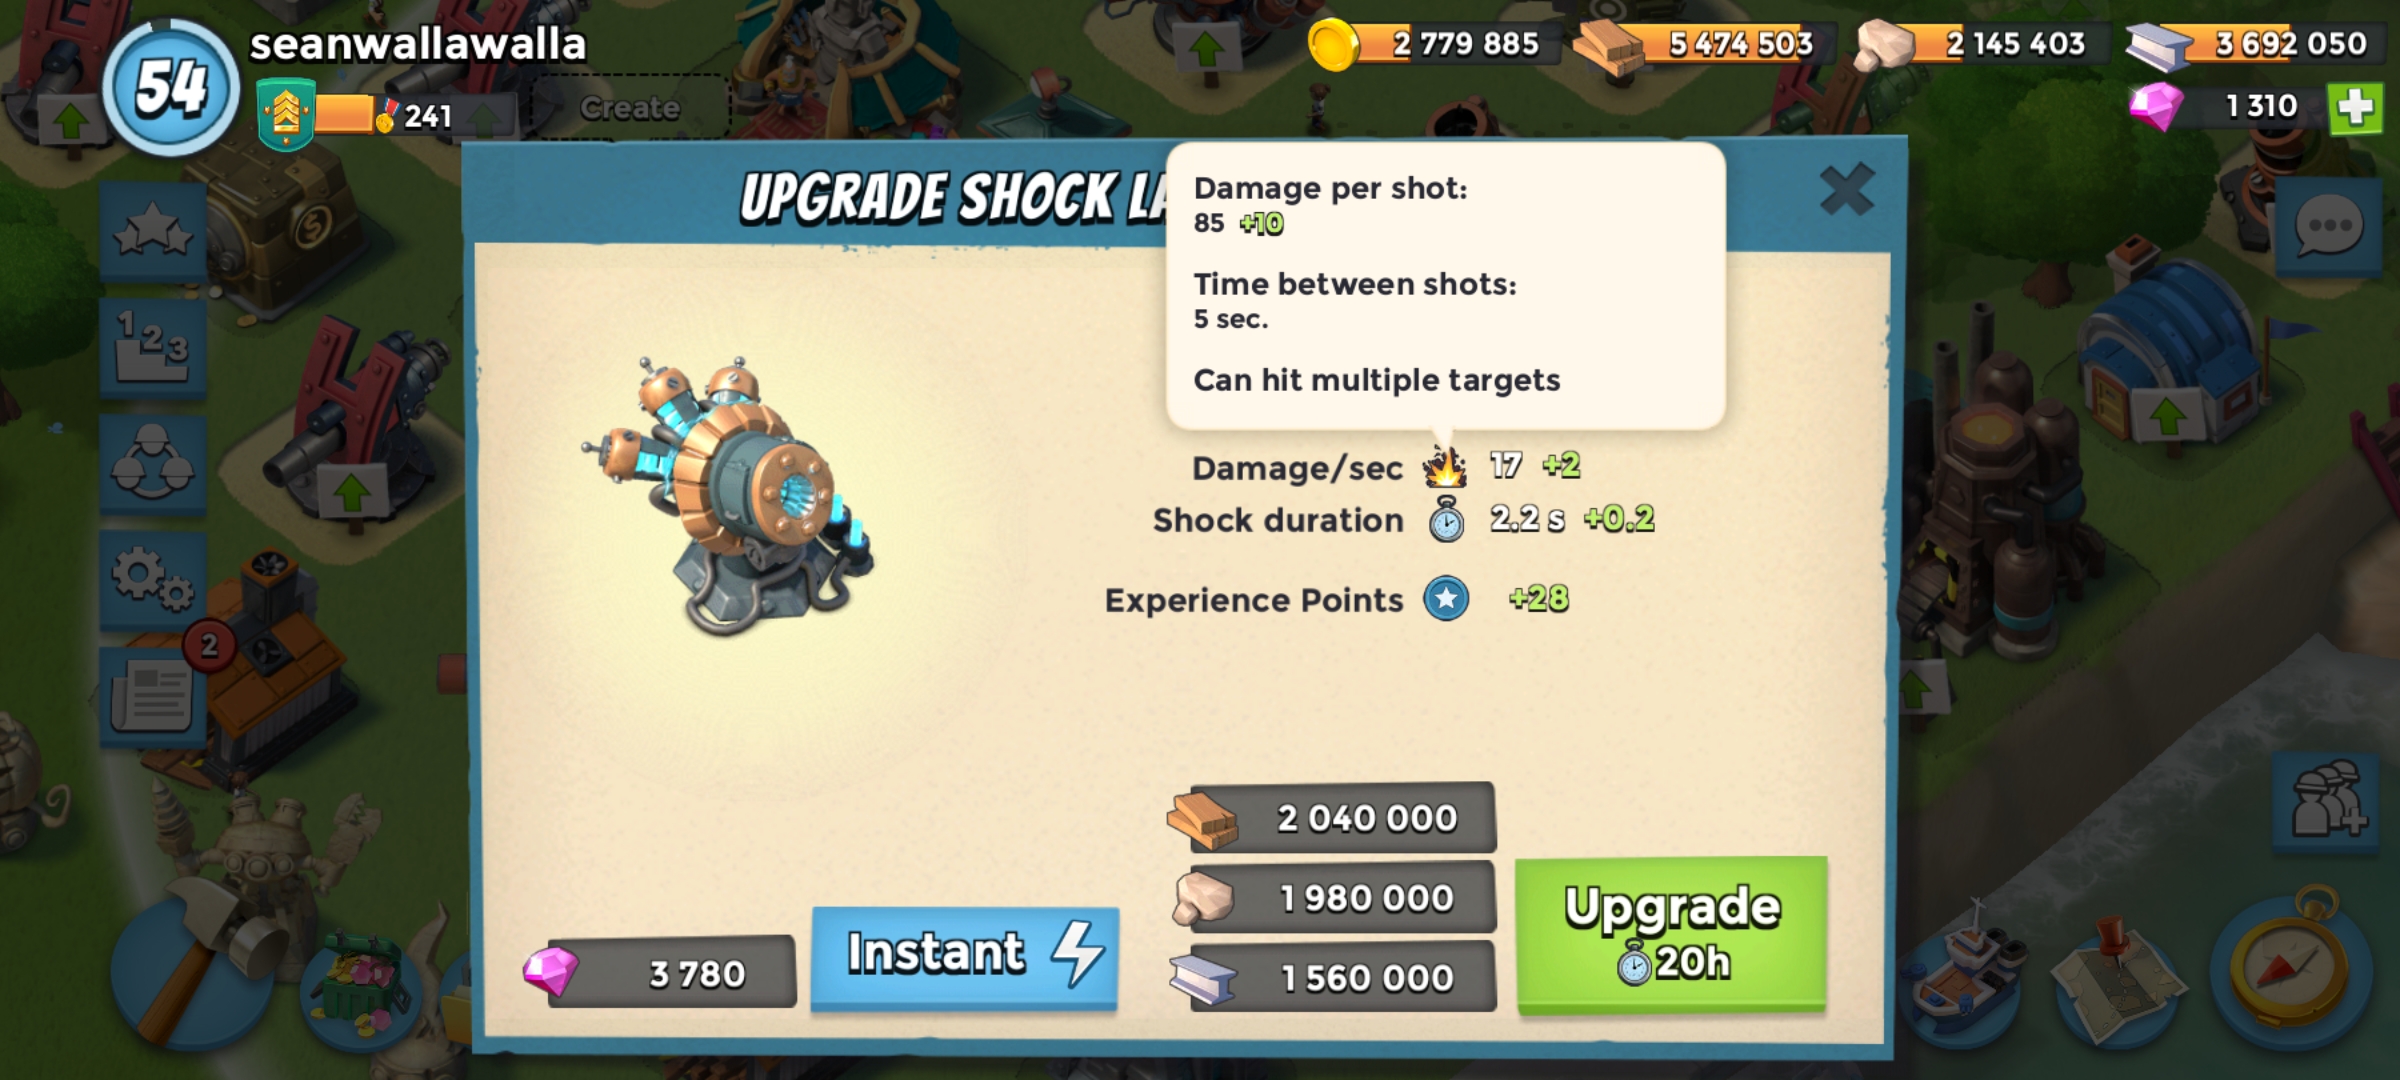 54
seanwallawalla
241
Create
2 779 885
5 474 503
2 145 403
3 692 050
1 310
UPGRADE SHOCK
Damage per shot:
85 +10
Time between shots:
5 sec.
Can hit multiple targets
Damage/sec 17 +2
Shock duration 2.2 s +0.2
Experience Points +28
1 2 3
2
2 040 000
1 980 000
1 560 000
3 780
Instant
Upgrade
20h